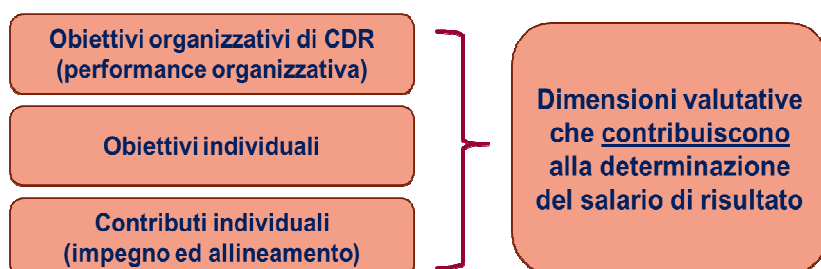 Obiettivi organizzativi di CDR
(performance organizzativa)
Obiettivi individuali
Contributi individuali
(impegno ed allineamento)
Dimensioni valutative
che contribuiscono
alla determinazione
del salario di risultato